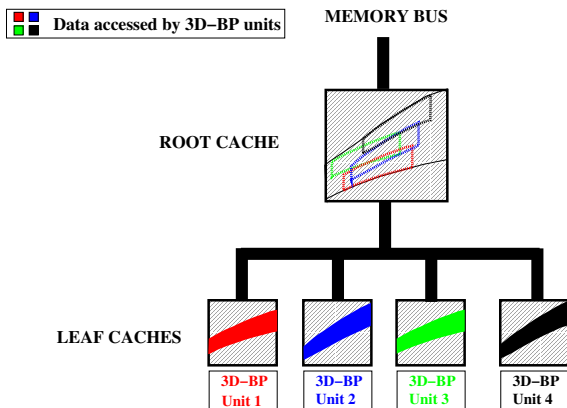 MEMORY BUS
Data accessed by 3D−BP units
ROOT CACHE
LEAF CACHES
3D−BP
Unit 1
3D−BP
Unit 2
3D−BP
Unit 3
3D−BP
Unit 4